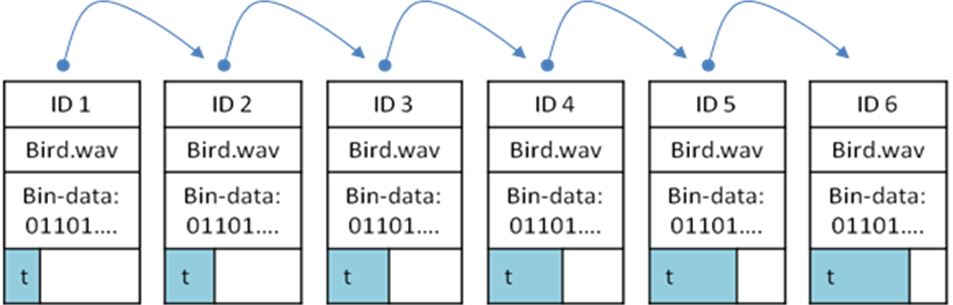 ID 1
Bird.wav
Bin-data:
01101....
t
ID 2
Bird.wav
Bin-data:
01101....
t
ID 3
Bird.wav
Bin-data:
01101....
t
ID 4
Bird.wav
Bin-data:
01101....
t
ID 5
Bird.wav
Bin-data:
01101....
t
ID 6
Bird.wav
Bin-data:
01101....
t